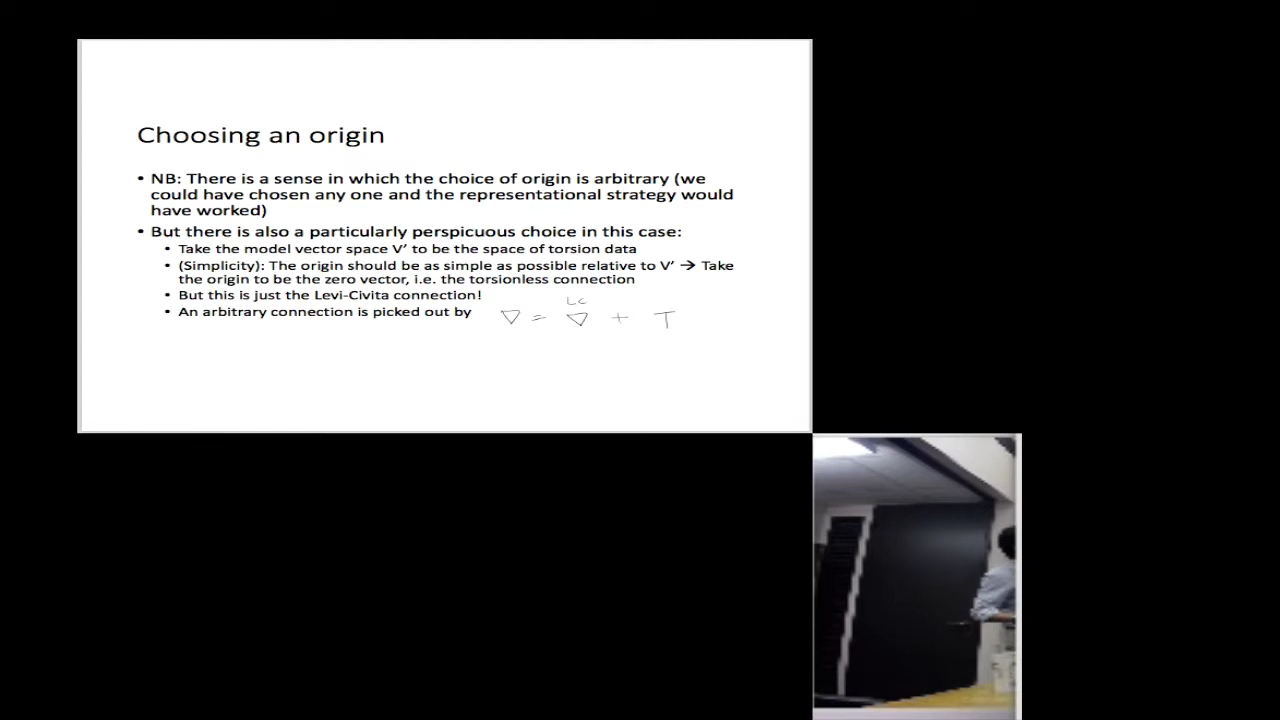 Choosing an origin
• NB: There is a sense in which the choice of origin is arbitrary (we
could have chosen any one and the representational strategy would
have worked)
• But there is also a particularly perspicuous choice in this case:
• Take the model vector space V’ to be the space of torsion data
• (Simplicity): The origin should be as simple as possible relative to V’ → Take
the origin to be the zero vector, i.e. the torsionless connection
• But this is just the Levi-Civita connection!
LC
• An arbitrary connection is picked out by ∇ = ∇ + T